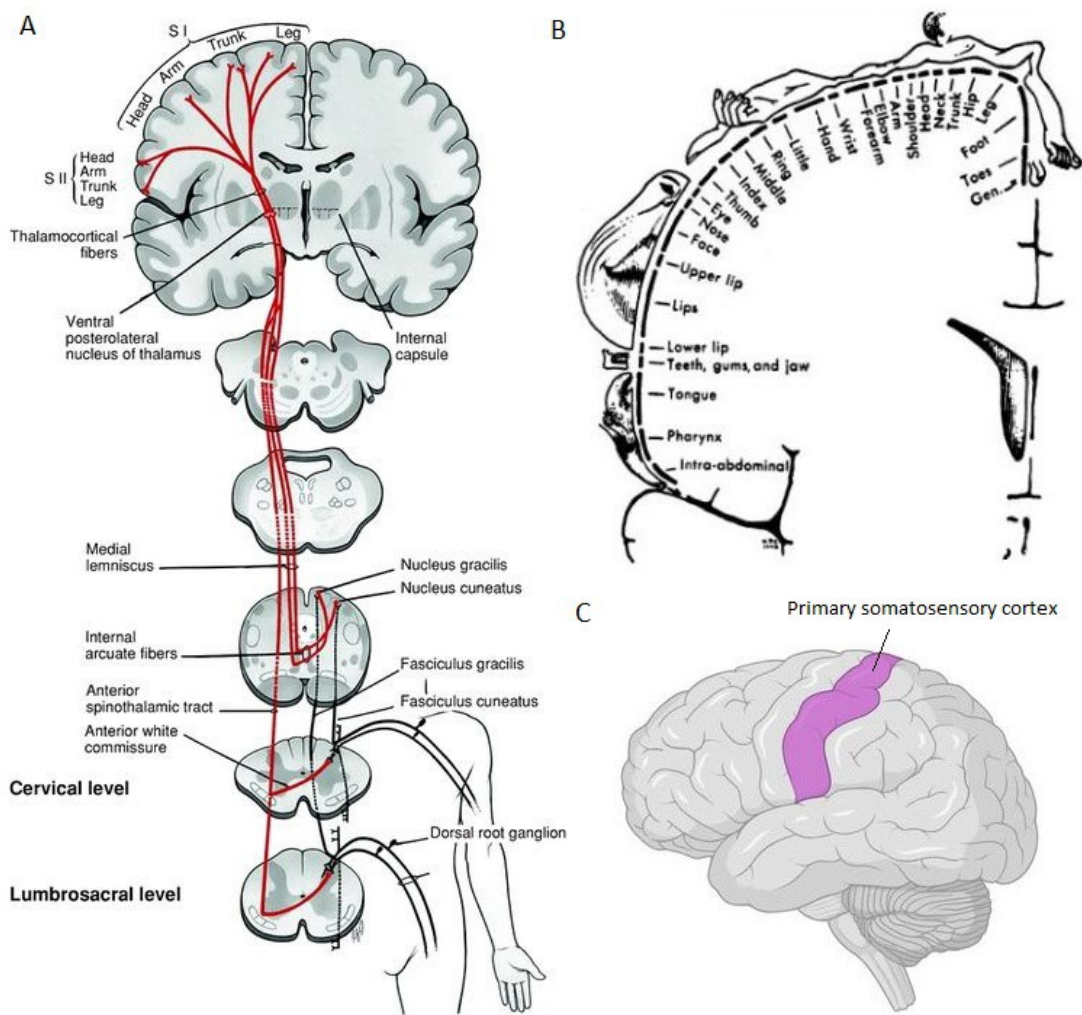 A
S I
Head
Arm
Trunk
Leg
S II
Head
Arm
Trunk
Leg
Thalamocortical
fibers
Ventral
posterolateral
nucleus of thalamus
Internal
capsule
Medial
lemniscus
Nucleus gracilis
Nucleus cuneatus
Internal
arcuate fibers
Fasciculus gracilis
Anterior
spinothalamic tract
Fasciculus cuneatus
Anterior white
commissure
Cervical level
Dorsal root ganglion
Lumbrosacral level
B
Gen.
Toes
Foot
Leg
Hip
Trunk
Neck
Head
Shoulder
Arm
Elbow
Forearm
Wrist
Hand
Little
Ring
Middle
Index
Thumb
Eye
Nose
Face
Upper lip
Lips
Lower lip
Teeth, gums, and jaw
Tongue
Pharynx
Intra-abdominal
C
Primary somatosensory cortex